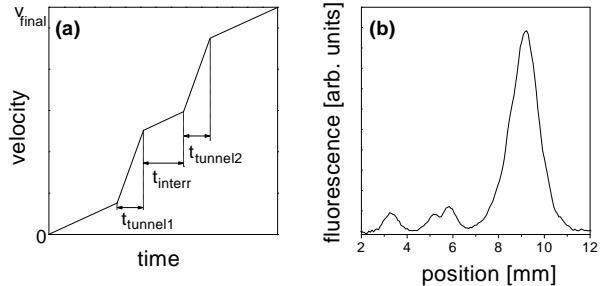 v_final
(a)
velocity
t_tunnel1
t_interr
t_tunnel2
0
time
(b)
fluorescence [arb. units]
2 4 6 8 10 12
position [mm]